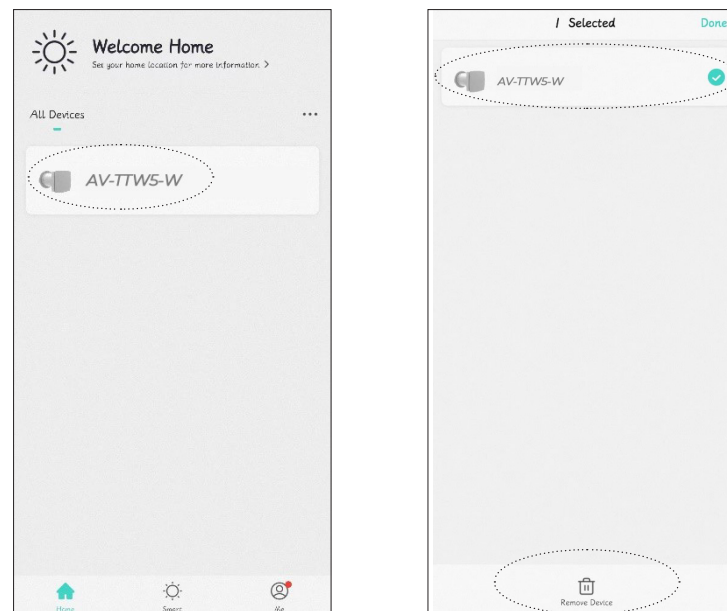 Welcome Home
Set your home location for more information >
All Devices
AV-TTW5-W
Home
Smart
Me
1 Selected
Done
AV-TTW5-W
Remove Device